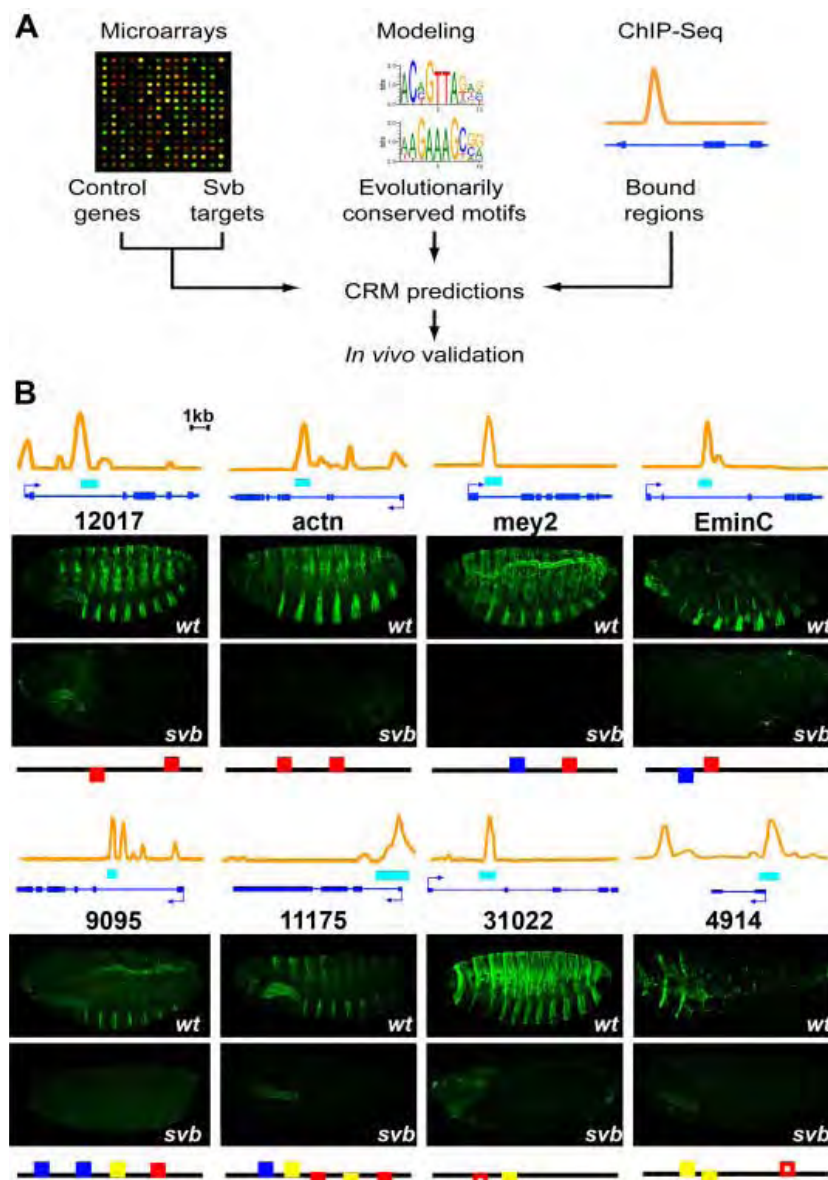 A
Microarrays Modeling ChIP-Seq
Control genes
Svb targets
Evolutionarily conserved motifs
Bound regions
CRM predictions
In vivo validation
B
1kb
12017 actn mey2 EminC
wt wt wt wt
svb svb svb svb
9095 11175 31022 4914
wt wt wt wt
svb svb svb svb